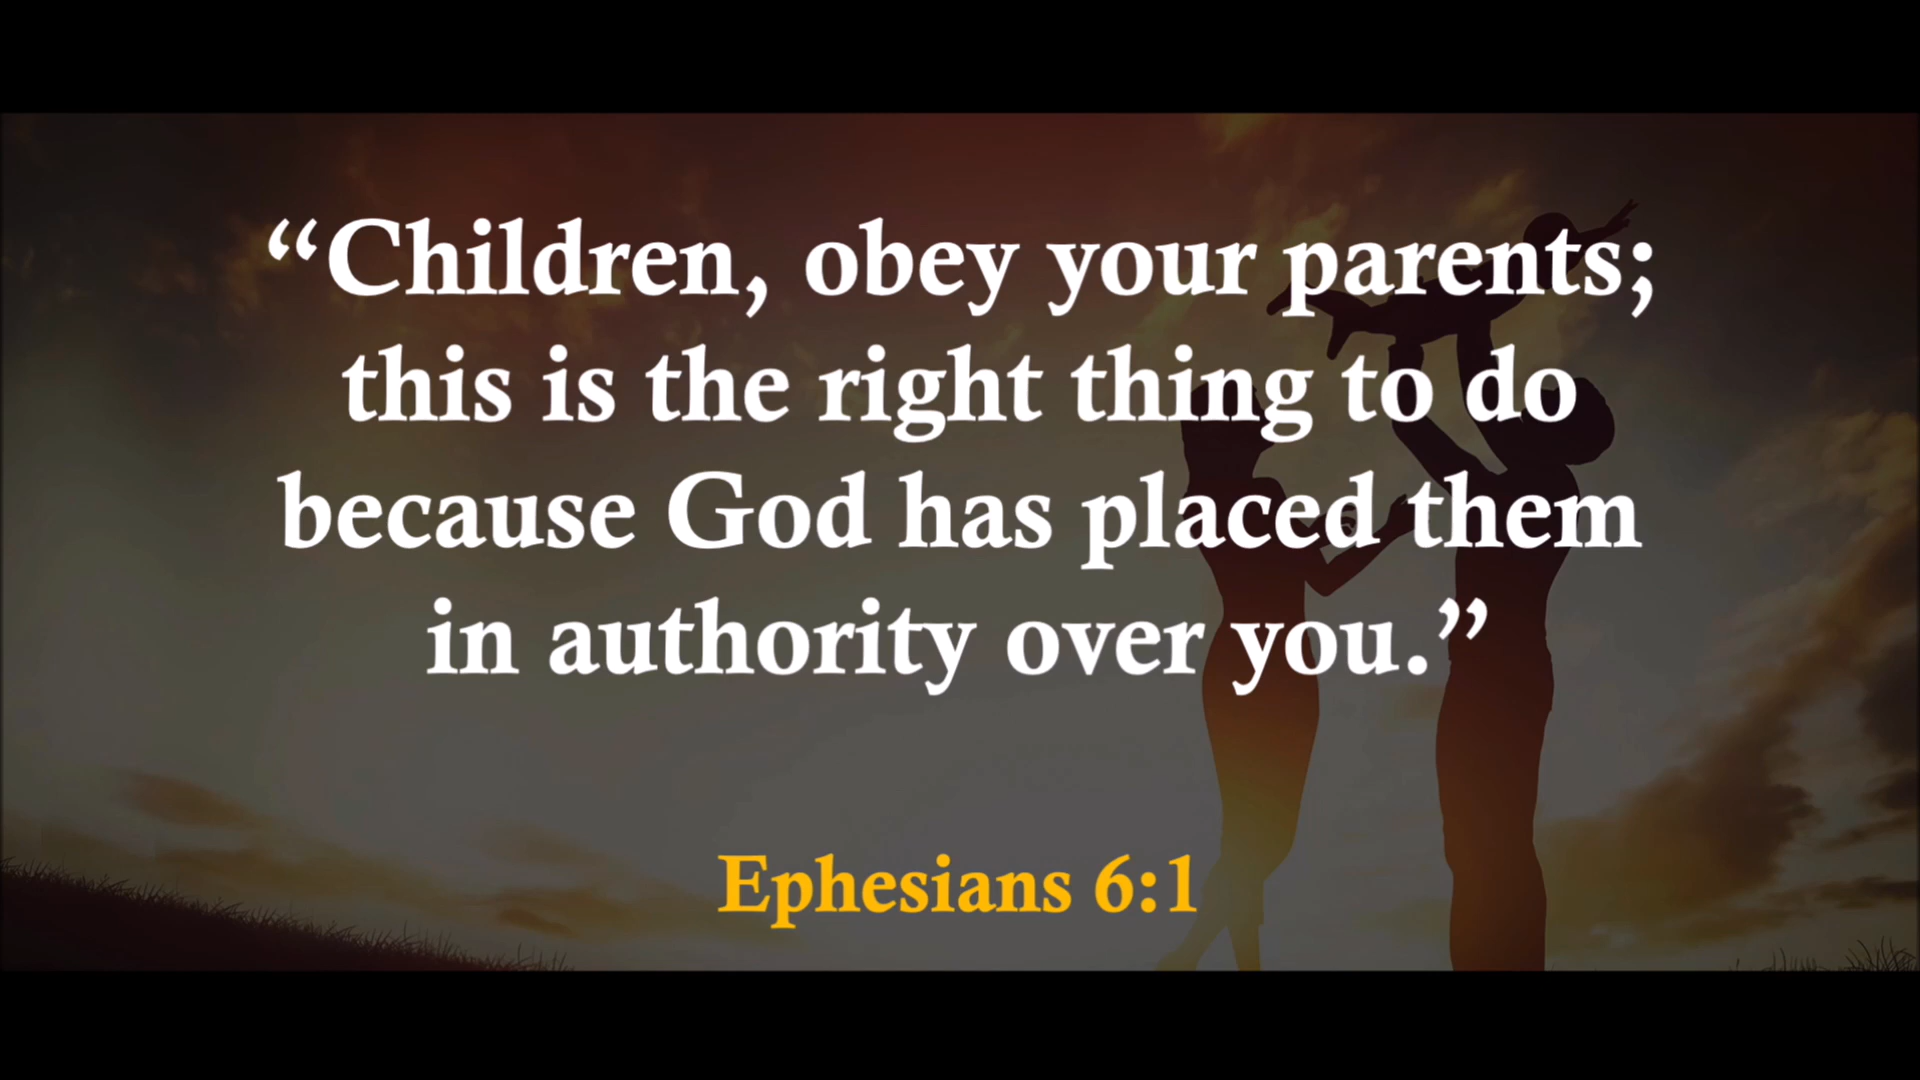 “Children, obey your parents;
this is the right thing to do
because God has placed them
in authority over you.”
Ephesians 6:1